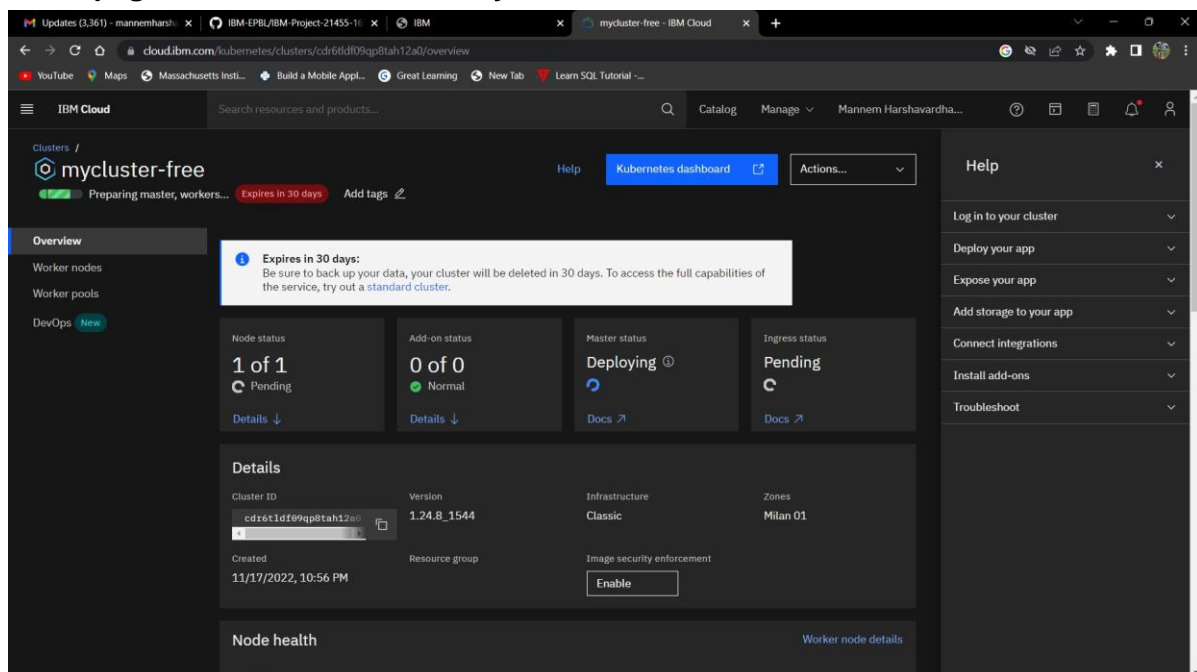 Updates (3,361) - mannemharsh
IBM-EPBL/IBM-Project-21455-16
IBM
mycluster-free - IBM Cloud
cloud.ibm.com/kubernetes/clusters/cdr6tldf09qp8tah12a0/overview
YouTube Maps Massachusetts Insti... Build a Mobile Appl... Great Learning New Tab Learn SQL Tutorial -...
IBM Cloud
Search resources and products...
Catalog Manage Mannem Harshavardha...
Clusters /
mycluster-free
Help Kubernetes dashboard Actions...
Preparing master, workers... Expires in 30 days Add tags
Overview
Worker nodes
Worker pools
DevOps New
Expires in 30 days:
Be sure to back up your data, your cluster will be deleted in 30 days. To access the full capabilities of
the service, try out a standard cluster.
Node status
1 of 1
Pending
Details ↓
Add-on status
0 of 0
Normal
Details ↓
Master status
Deploying
Docs ↗
Ingress status
Pending
Docs ↗
Details
Cluster ID
cdr6tldf09qp8tah12a0
Version
1.24.8_1544
Infrastructure
Classic
Zones
Milan 01
Created
11/17/2022, 10:56 PM
Resource group
Image security enforcement
Enable
Node health
Worker node details
Help
Log in to your cluster
Deploy your app
Expose your app
Add storage to your app
Connect integrations
Install add-ons
Troubleshoot